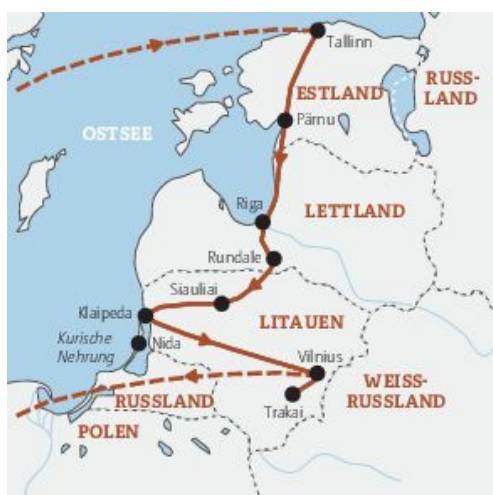 Tallinn
RUSS-
LAND
ESTLAND
Pärnu
OSTSEE
Riga
LETTLAND
Rundale
Siauliai
Klaipeda
LITAUEN
Kurische
Nehrung
Nida
Vilnius
WEISS-
RUSSLAND
RUSSLAND
Trakai
POLEN